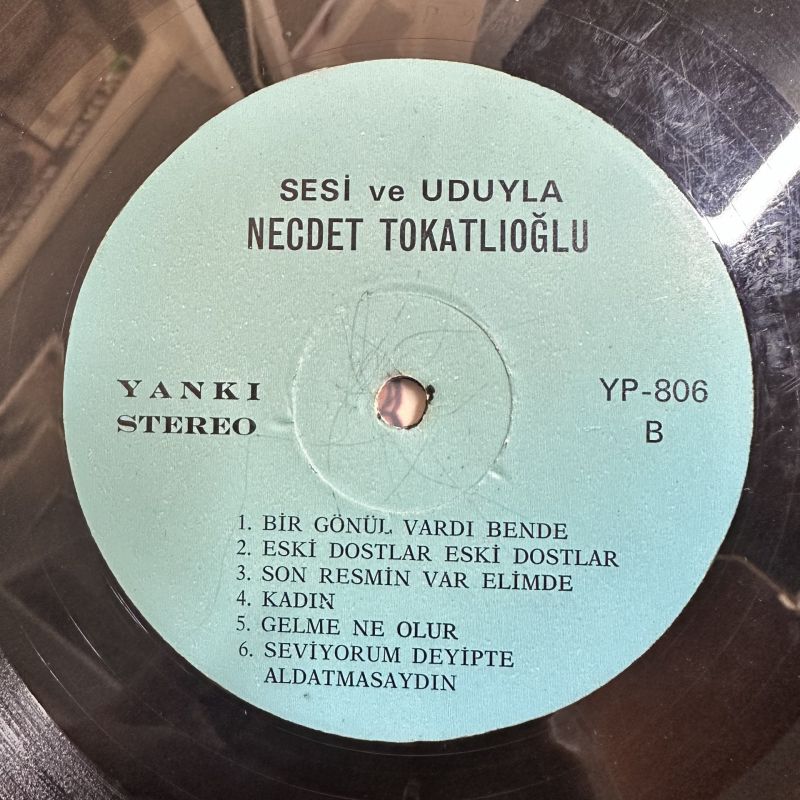 SESİ ve UDUYLA
NECDET TOKATLIOĞLU
YANKI
STEREO
YP-806
B
1. BİR GÖNÜL VARDI BENDE
2. ESKİ DOSTLAR ESKİ DOSTLAR
3. SON RESMİN VAR ELİMDE
4. KADIN
5. GELME NE OLUR
6. SEVİYORUM DEYİPTE
ALDATMASAYDIN